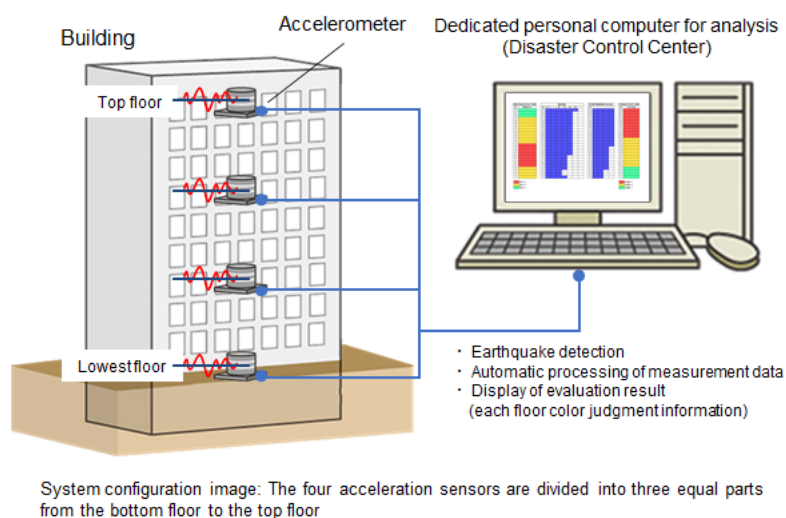 Building
Accelerometer
Dedicated personal computer for analysis
(Disaster Control Center)
Top floor
Lowest floor
・ Earthquake detection
・ Automatic processing of measurement data
・ Display of evaluation result
(each floor color judgment information)
System configuration image: The four acceleration sensors are divided into three equal parts
from the bottom floor to the top floor